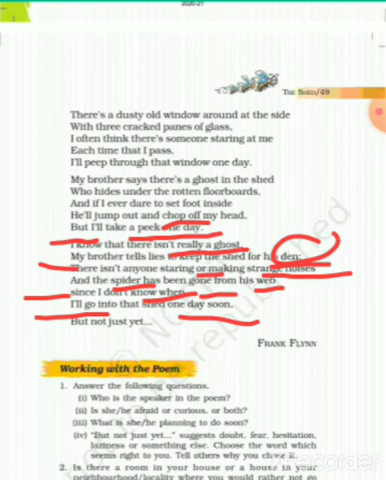 2020-21
THE SHED/49
There's a dusty old window around at the side
With three cracked panes of glass,
I often think there's someone staring at me
Each time that I pass,
I'll peep through that window one day.
My brother says there's a ghost in the shed
Who hides under the rotten floorboards,
And if I ever dare to set foot inside
He'll jump out and chop off my head,
But I'll take a peek one day.
I know that there isn't really a ghost,
My brother tells lies to keep the shed for his den;
There isn't anyone staring or making strange noises
And the spider has been gone from his web
since I don't know when,
I'll go into that shed one day soon,
But not just yet...
FRANK FLYNN
Working with the Poem
1. Answer the following questions.
(i) Who is the speaker in the poem?
(ii) Is she/he afraid or curious, or both?
(iii) What is she/he planning to do soon?
(iv) "But not just yet..." suggests doubt, fear, hesitation,
laziness or something else. Choose the word which
seems right to you. Tell others why you chose it.
2. Is there a room in your house or a house in your
neighbourhood/locality where you would rather not go